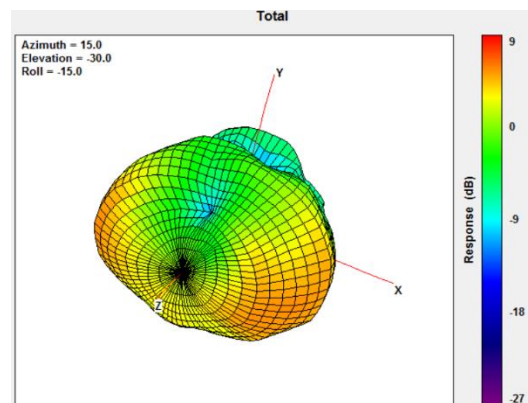 Total
Azimuth = 15.0
Elevation = -30.0
Roll = -15.0
Y
X
Z
9
0
-9
-18
-27
Response (dB)